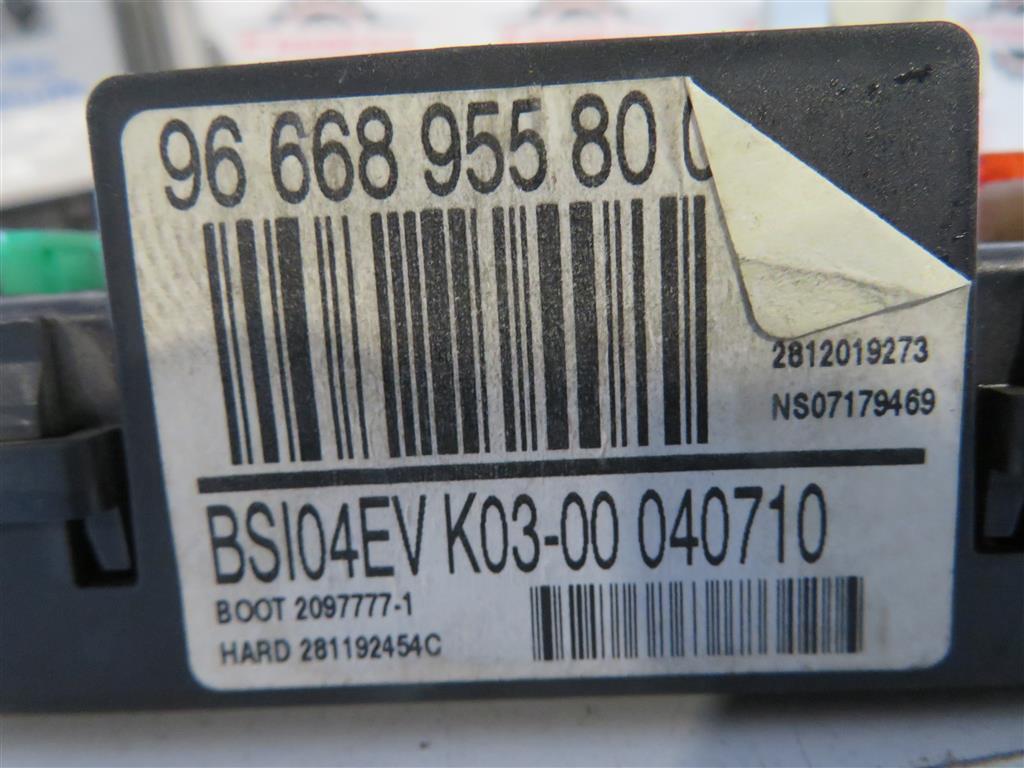 96 668 955 80
2812019273
NS07179469
BSI04EV K03-00 040710
BOOT 2097777-1
HARD 281192454C